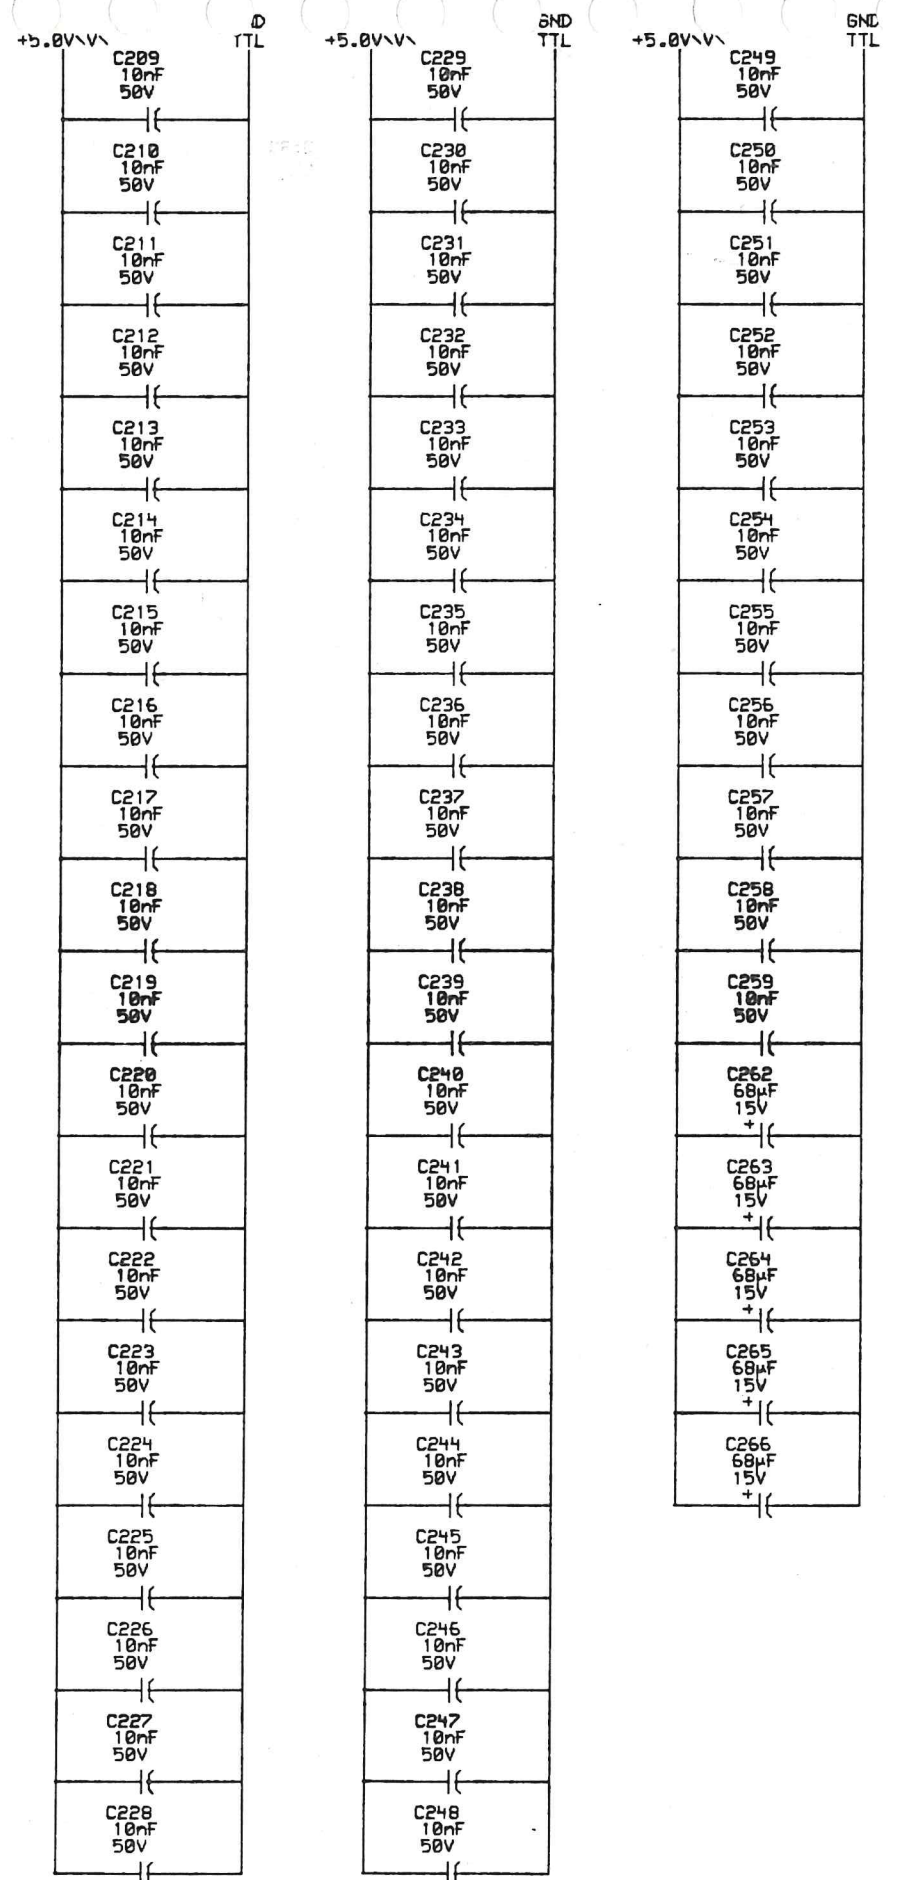 +5.0V\V\
TTL
C209
10nF
50V
C210
10nF
50V
C211
10nF
50V
C212
10nF
50V
C213
10nF
50V
C214
10nF
50V
C215
10nF
50V
C216
10nF
50V
C217
10nF
50V
C218
10nF
50V
C219
10nF
50V
C220
10nF
50V
C221
10nF
50V
C222
10nF
50V
C223
10nF
50V
C224
10nF
50V
C225
10nF
50V
C226
10nF
50V
C227
10nF
50V
C228
10nF
50V
GND
+5.0V\V\
TTL
C229
10nF
50V
C230
10nF
50V
C231
10nF
50V
C232
10nF
50V
C233
10nF
50V
C234
10nF
50V
C235
10nF
50V
C236
10nF
50V
C237
10nF
50V
C238
10nF
50V
C239
10nF
50V
C240
10nF
50V
C241
10nF
50V
C242
10nF
50V
C243
10nF
50V
C244
10nF
50V
C245
10nF
50V
C246
10nF
50V
C247
10nF
50V
C248
10nF
50V
GND
+5.0V\V\
TTL
C249
10nF
50V
C250
10nF
50V
C251
10nF
50V
C252
10nF
50V
C253
10nF
50V
C254
10nF
50V
C255
10nF
50V
C256
10nF
50V
C257
10nF
50V
C258
10nF
50V
C259
10nF
50V
C262
68µF
15V
+
C263
68µF
15V
+
C264
68µF
15V
+
C265
68µF
15V
+
C266
68µF
15V
+